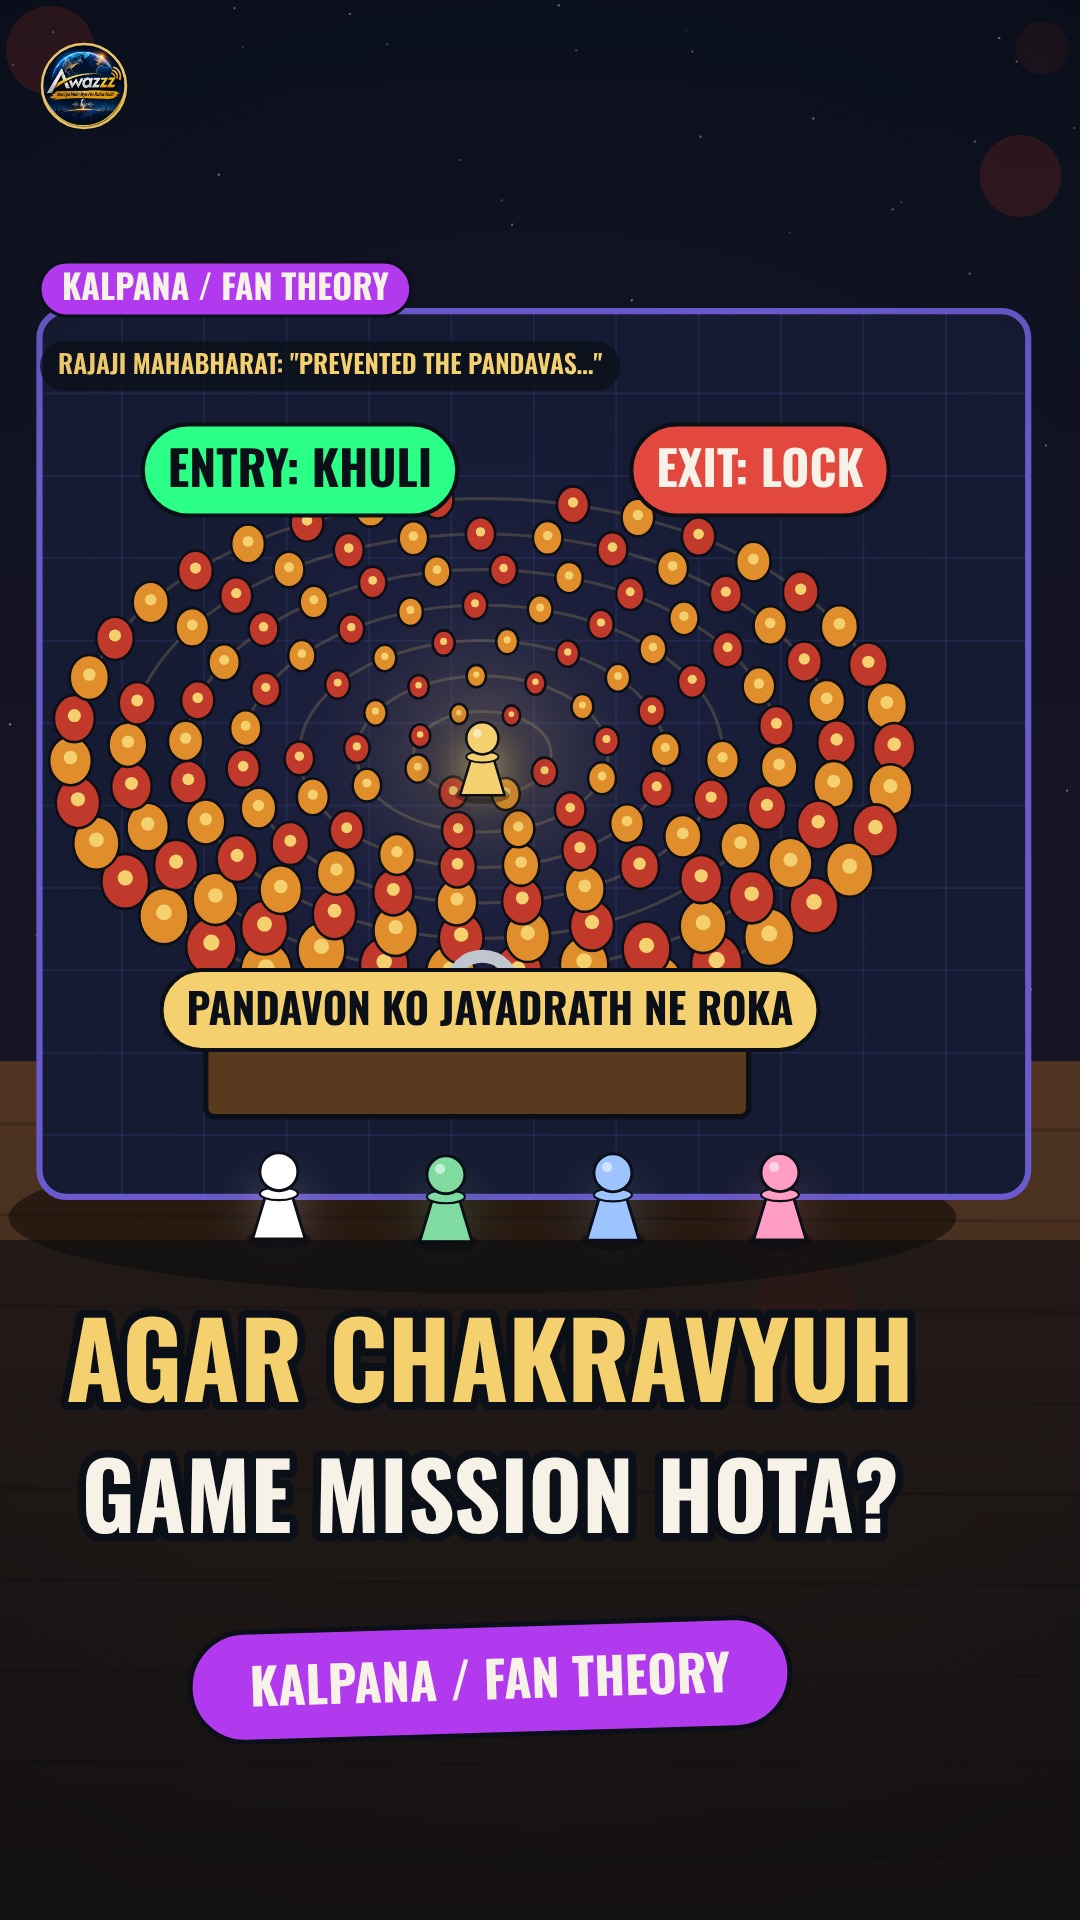 Awazzz
KALPANA / FAN THEORY
RAJAJI MAHABHARAT: "PREVENTED THE PANDAVAS..."
ENTRY: KHULI
EXIT: LOCK
PANDAVON KO JAYADRATH NE ROKA
AGAR CHAKRAVYUH
GAME MISSION HOTA?
KALPANA / FAN THEORY